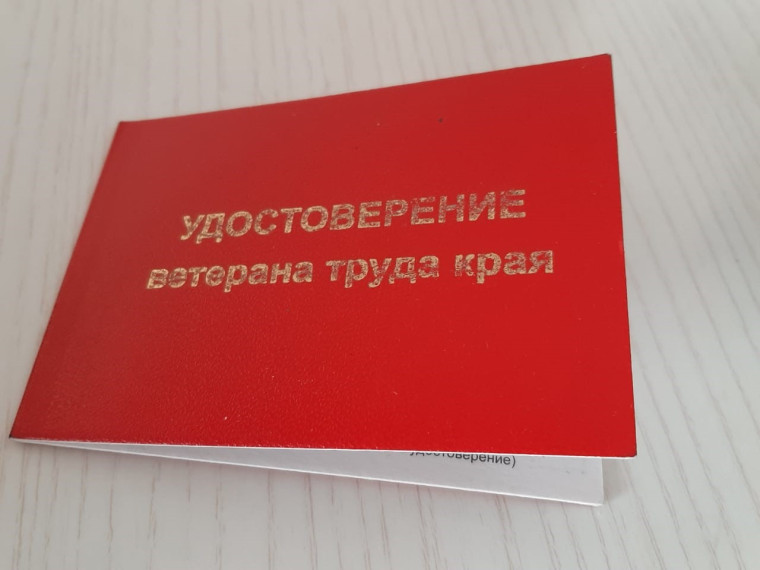 УДОСТОВЕРЕНИЕ
ветерана труда края
удостоверение)